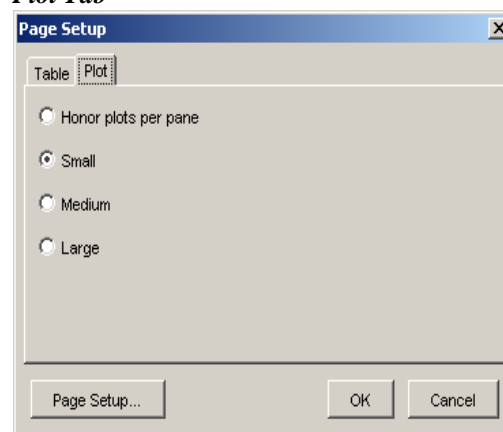 Plot Tab
Page Setup
Table Plot
Honor plots per pane
Small
Medium
Large
Page Setup... OK Cancel